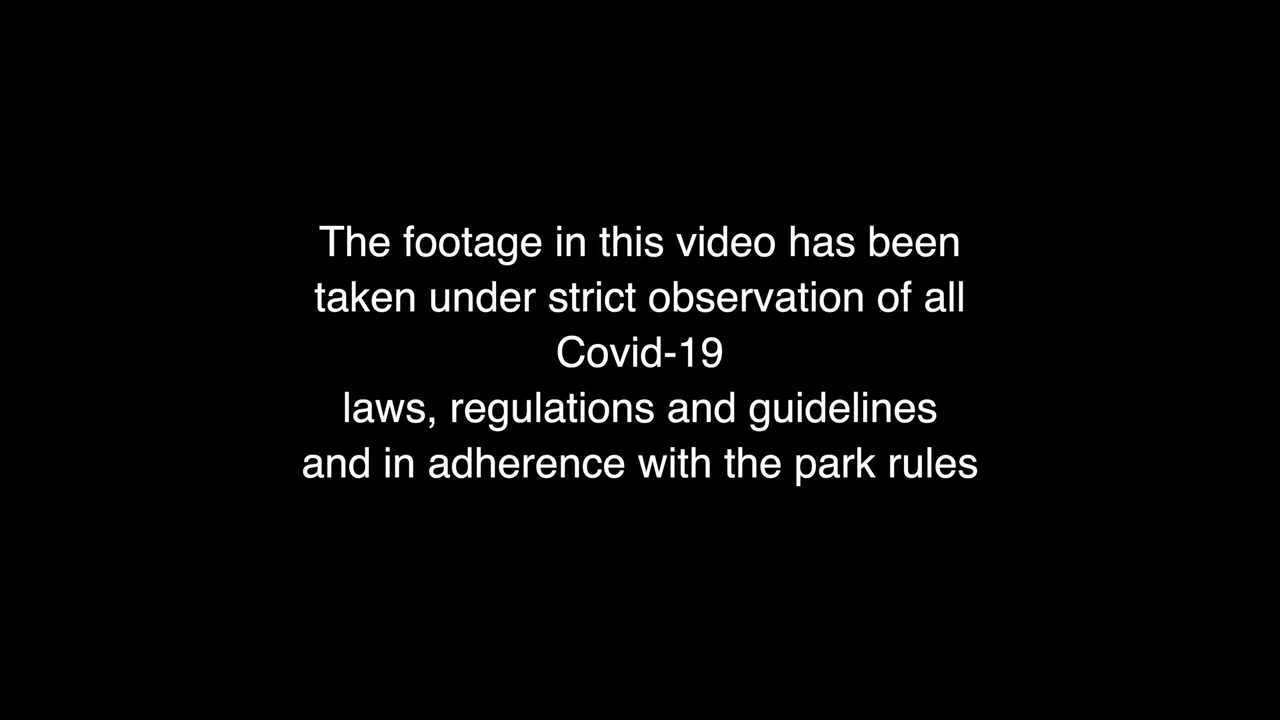 The footage in this video has been
taken under strict observation of all
Covid-19
laws, regulations and guidelines
and in adherence with the park rules